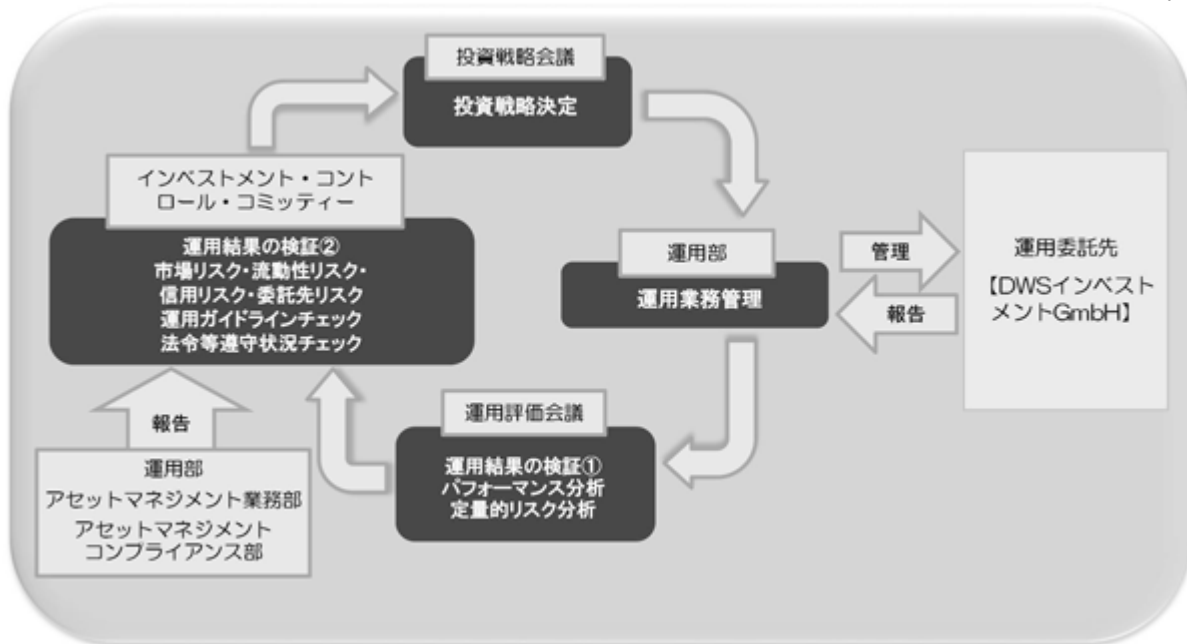 投資戦略会議
投資戦略決定
インベストメント・コント
ロール・コミッティー
運用結果の検証②
市場リスク・流動性リスク・
信用リスク・委託先リスク
運用ガイドラインチェック
法令等遵守状況チェック
運用部
運用業務管理
管理
報告
運用委託先
【DWSインベスト
メントGmbH】
運用評価会議
運用結果の検証①
パフォーマンス分析
定量的リスク分析
報告
運用部
アセットマネジメント業務部
アセットマネジメント
コンプライアンス部